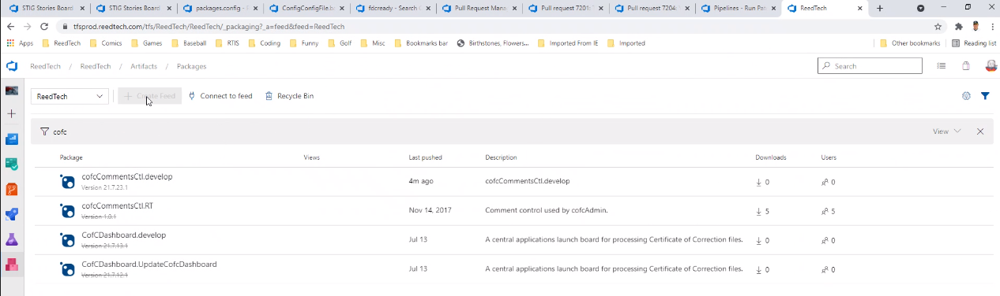 STIG Stories Board
STIG Stories Board
packages.config -
ConfigConfigFile.b
fdcready - Search
Pull Request Mana
Pull request 7201:
Pull request 7204:
Pipelines - Run Pa
ReedTech
tfsprod.reedtech.com/tfs/ReedTech/ReedTech/_packaging?_a=feed&feed=ReedTech
Apps ReedTech Comics Games Baseball RTIS Coding Funny Golf Misc Bookmarks bar Birthstones, Flowers... Imported From IE Imported Other bookmarks Reading list
ReedTech / ReedTech / Artifacts / Packages
Search
ReedTech
+ Create Feed Connect to feed Recycle Bin
cofc
View
Package Views Last pushed Description Downloads Users
cofcCommentsCtl.develop 4m ago cofcCommentsCtl.develop 0 0
Version 21.7.23.1
cofcCommentsCtl.RT Nov 14, 2017 Comment control used by cofcAdmin. 5 5
Version 1.0.1
CofCDashboard.develop Jul 13 A central applications launch board for processing Certificate of Correction files. 0 0
Version 21.7.13.1
CofCDashboard.UpdateCofcDashboard Jul 13 A central applications launch board for processing Certificate of Correction files. 0 0
Version 21.7.12.1